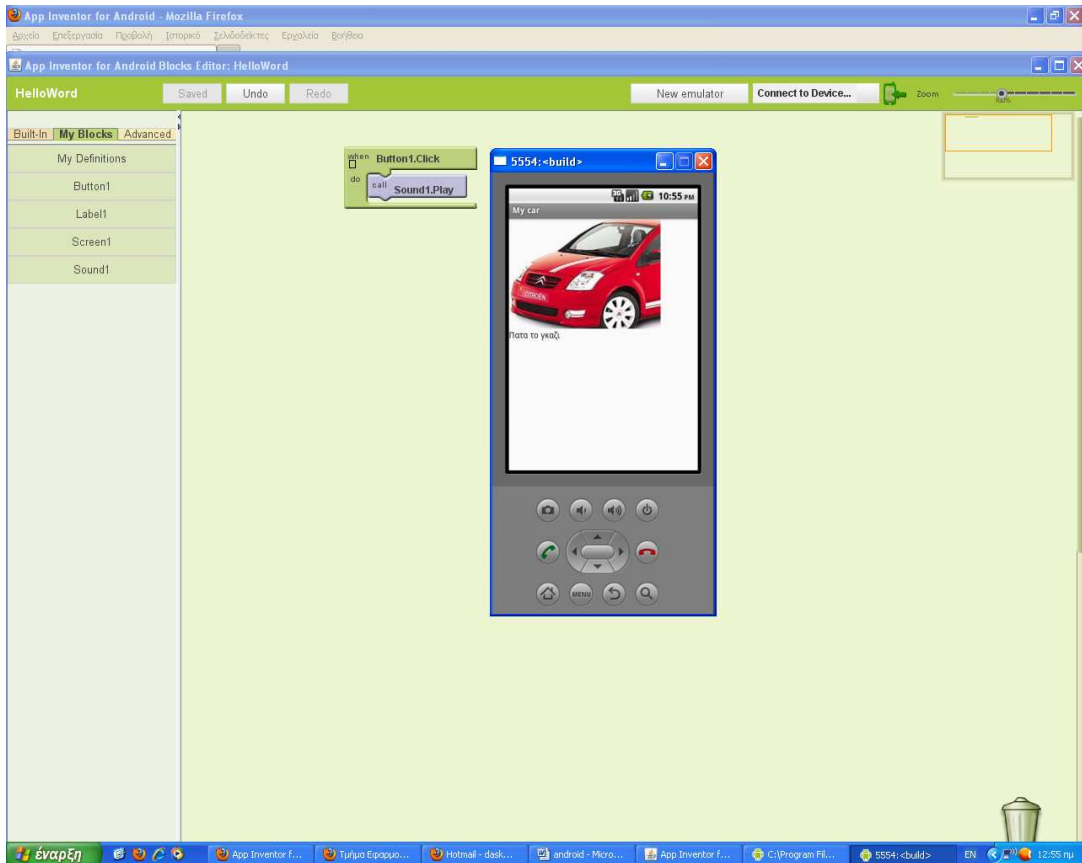 App Inventor for Android - Mozilla Firefox
Αρχείο Επεξεργασία Προβολή Ιστορικό Σελιδοδείκτες Εργαλεία Βοήθεια
App Inventor for Android Blocks Editor: HelloWord
HelloWord Saved Undo Redo New emulator Connect to Device... Zoom
100%
Built-In My Blocks Advanced
My Definitions
Button1
Label1
Screen1
Sound1
when Button1.Click
do call Sound1.Play
5554:<build>
3G 10:55 PM
My car
CITROËN
Πατα το γκαζι
MENU
έναρξη App Inventor f... Τμήμα Εφαρμο... Hotmail - dask... android - Micro... App Inventor f... C:\Program Fil... 5554:<build> EN 12:55 πμ